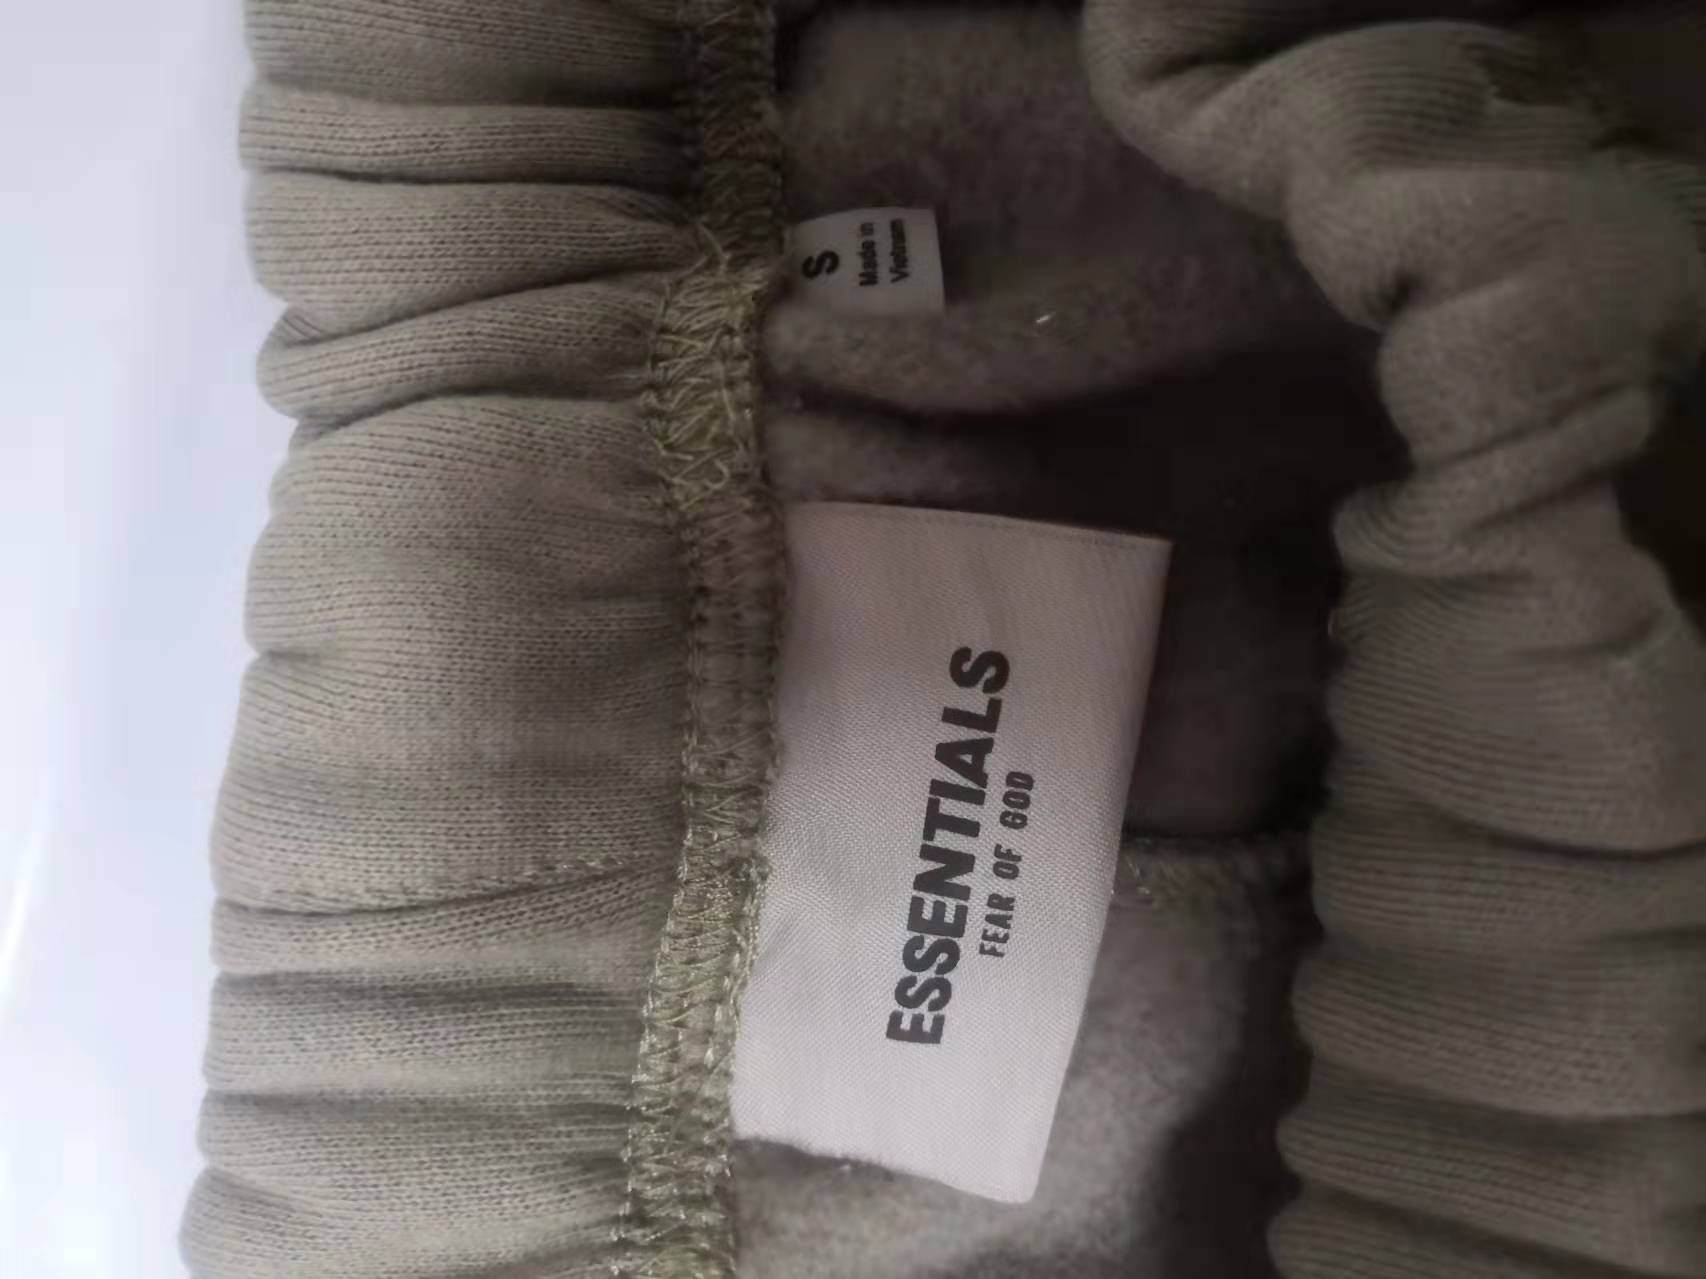 S
Made in
Vietnam
ESSENTIALS
FEAR OF GOD